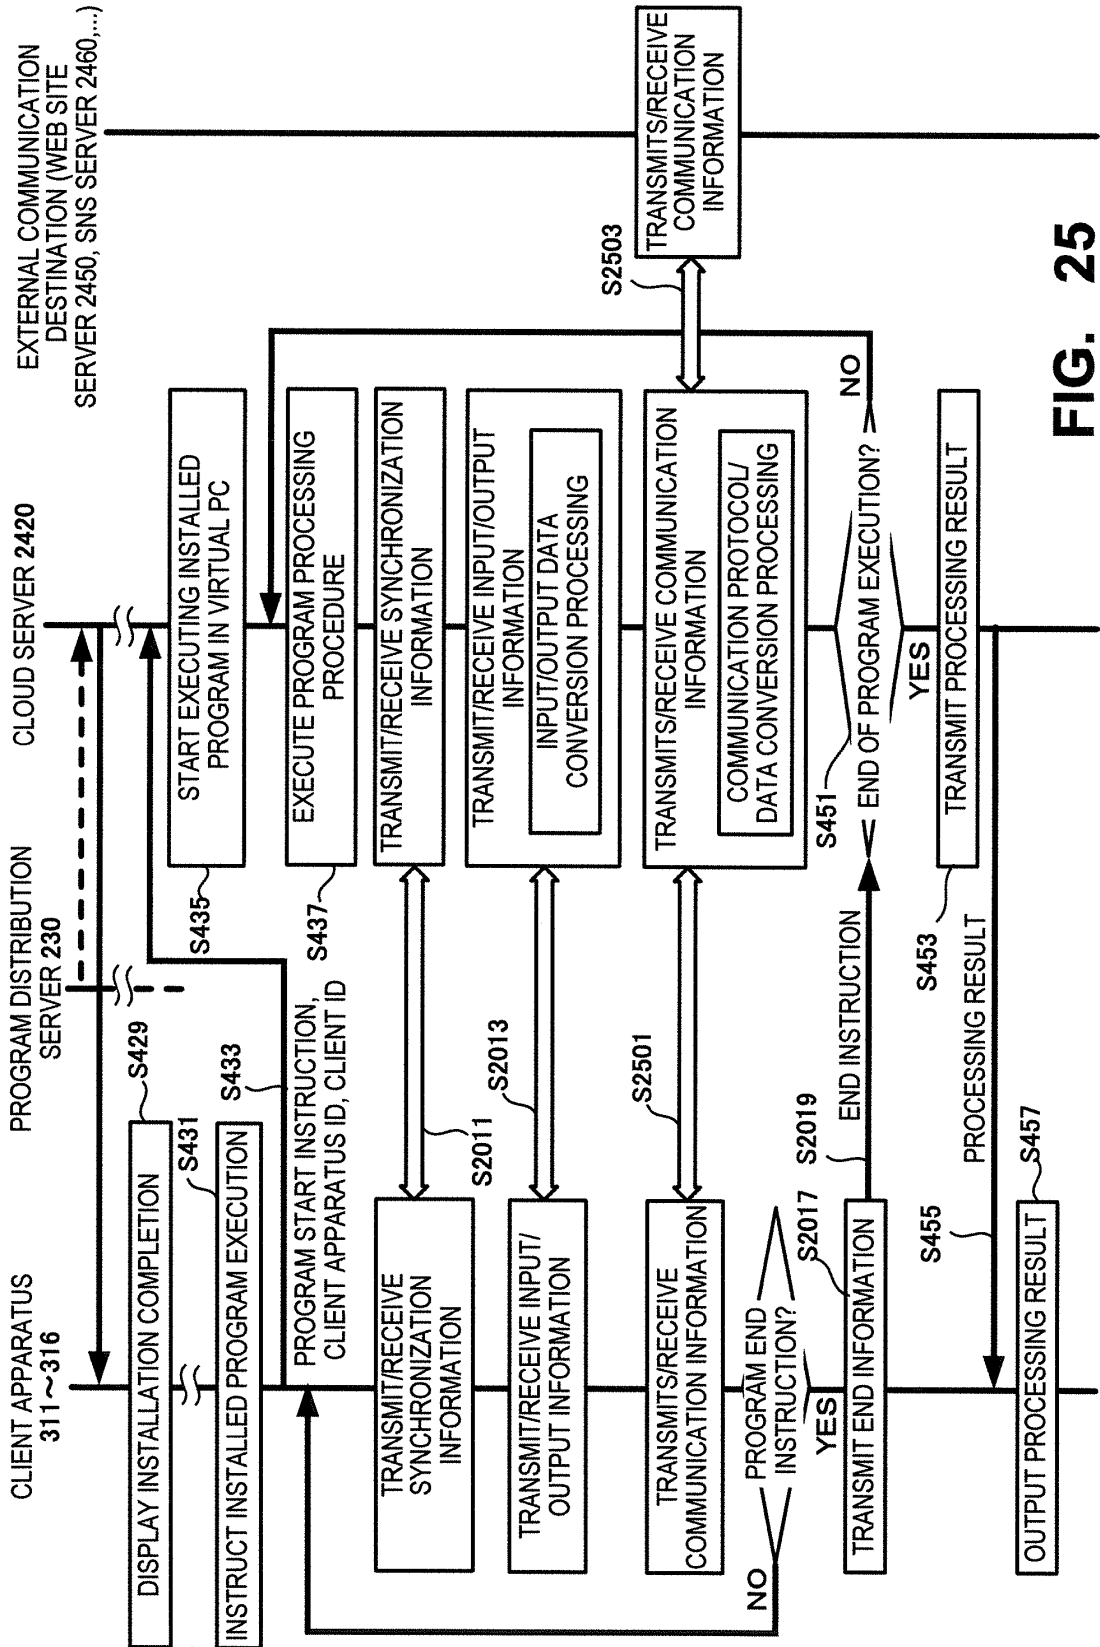 CLIENT APPARATUS
311～316
PROGRAM DISTRIBUTION
SERVER 230
CLOUD SERVER 2420
EXTERNAL COMMUNICATION
DESTINATION (WEB SITE
SERVER 2450, SNS SERVER 2460,...)
DISPLAY INSTALLATION COMPLETION
S429
INSTRUCT INSTALLED PROGRAM EXECUTION
S431
S433
PROGRAM START INSTRUCTION,
CLIENT APPARATUS ID, CLIENT ID
START EXECUTING INSTALLED
PROGRAM IN VIRTUAL PC
S435
EXECUTE PROGRAM PROCESSING
PROCEDURE
S437
TRANSMIT/RECEIVE
SYNCHRONIZATION
INFORMATION
S2011
TRANSMIT/RECEIVE SYNCHRONIZATION
INFORMATION
TRANSMIT/RECEIVE INPUT/
OUTPUT INFORMATION
S2013
TRANSMIT/RECEIVE INPUT/OUTPUT
INFORMATION
INPUT/OUTPUT DATA
CONVERSION PROCESSING
TRANSMITS/RECEIVE
COMMUNICATION INFORMATION
S2501
TRANSMITS/RECEIVE COMMUNICATION
INFORMATION
COMMUNICATION PROTOCOL/
DATA CONVERSION PROCESSING
S2503
TRANSMITS/RECEIVE
COMMUNICATION
INFORMATION
PROGRAM END
INSTRUCTION?
NO
YES
S2017
TRANSMIT END INFORMATION
S2019
END INSTRUCTION
S451
END OF PROGRAM EXECUTION?
NO
YES
S453
TRANSMIT PROCESSING RESULT
PROCESSING RESULT
S455
S457
OUTPUT PROCESSING RESULT
FIG. 25